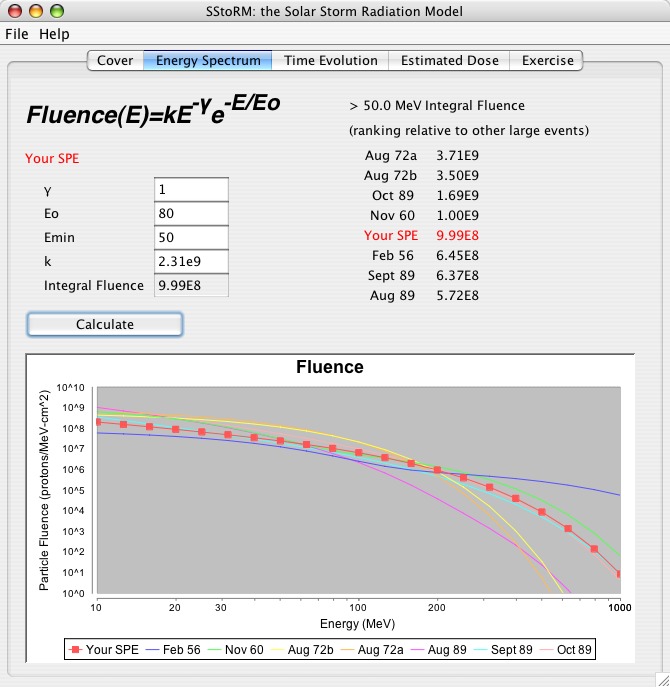 SStoRM: the Solar Storm Radiation Model
File Help
Cover Energy Spectrum Time Evolution Estimated Dose Exercise
Fluence(E)=kE^-γ e^-E/Eo
> 50.0 MeV Integral Fluence
(ranking relative to other large events)
Your SPE
γ 1
Eo 80
Emin 50
k 2.31e9
Integral Fluence 9.99E8
Calculate
Aug 72a 3.71E9
Aug 72b 3.50E9
Oct 89 1.69E9
Nov 60 1.00E9
Your SPE 9.99E8
Feb 56 6.45E8
Sept 89 6.37E8
Aug 89 5.72E8
Fluence
Particle Fluence (protons/MeV-cm^2)
10^10
10^9
10^8
10^7
10^6
10^5
10^4
10^3
10^2
10^1
10^0
10 20 30 100 200 1000
Energy (MeV)
Your SPE Feb 56 Nov 60 Aug 72b Aug 72a Aug 89 Sept 89 Oct 89